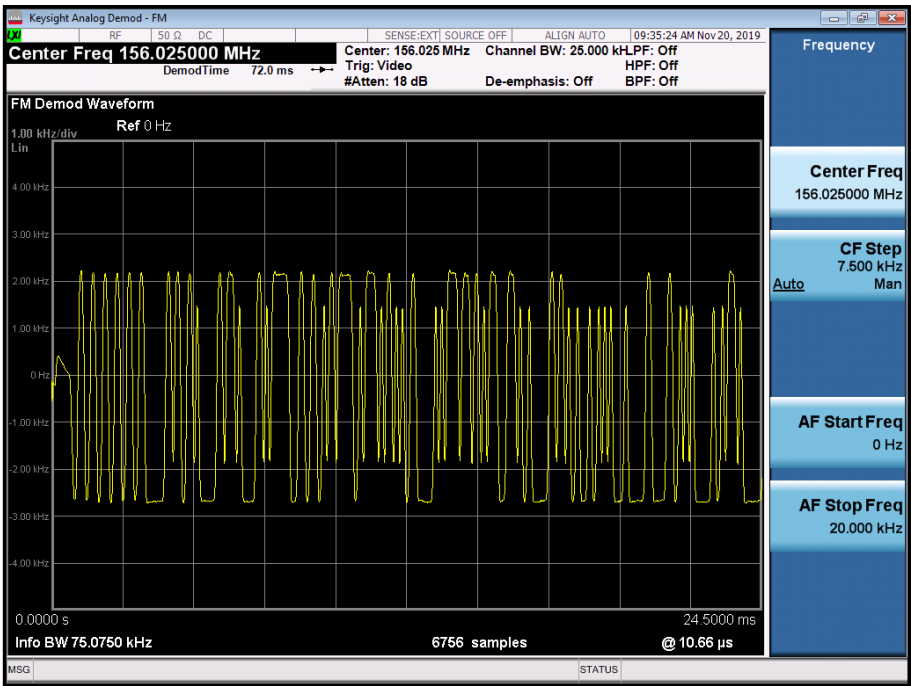 Keysight Analog Demod - FM
LXI RF 50 Ω DC SENSE:EXT SOURCE OFF ALIGN AUTO 09:35:24 AM Nov 20, 2019
Center Freq 156.025000 MHz
DemodTime 72.0 ms
Center: 156.025 MHz Channel BW: 25.000 kHLPF: Off
Trig: Video HPF: Off
#Atten: 18 dB De-emphasis: Off BPF: Off
FM Demod Waveform
Ref 0 Hz
1.00 kHz/div
Lin
4.00 kHz
3.00 kHz
2.00 kHz
1.00 kHz
0 Hz
-1.00 kHz
-2.00 kHz
-3.00 kHz
-4.00 kHz
0.0000 s 24.5000 ms
Info BW 75.0750 kHz 6756 samples @ 10.66 µs
MSG STATUS
Frequency
Center Freq
156.025000 MHz
CF Step
7.500 kHz
Auto Man
AF Start Freq
0 Hz
AF Stop Freq
20.000 kHz